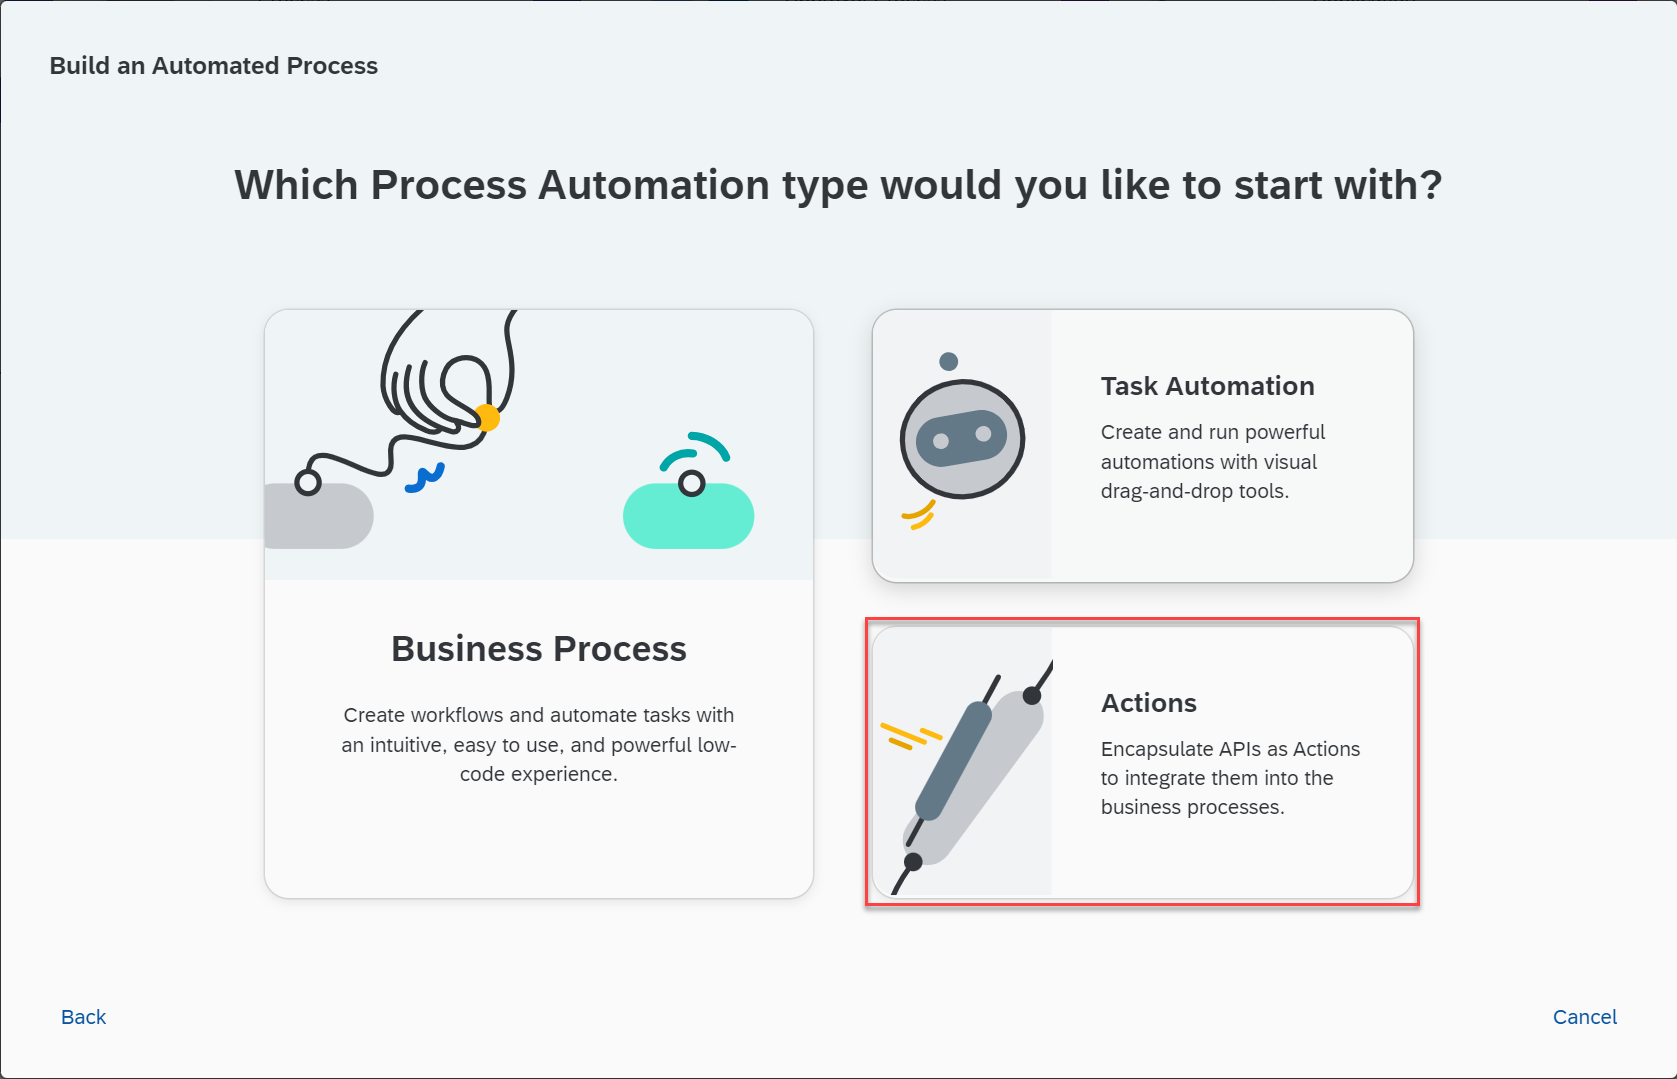 Build an Automated Process
Which Process Automation type would you like to start with?
Business Process
Create workflows and automate tasks with
an intuitive, easy to use, and powerful low-
code experience.
Task Automation
Create and run powerful
automations with visual
drag-and-drop tools.
Actions
Encapsulate APIs as Actions
to integrate them into the
business processes.
Back
Cancel